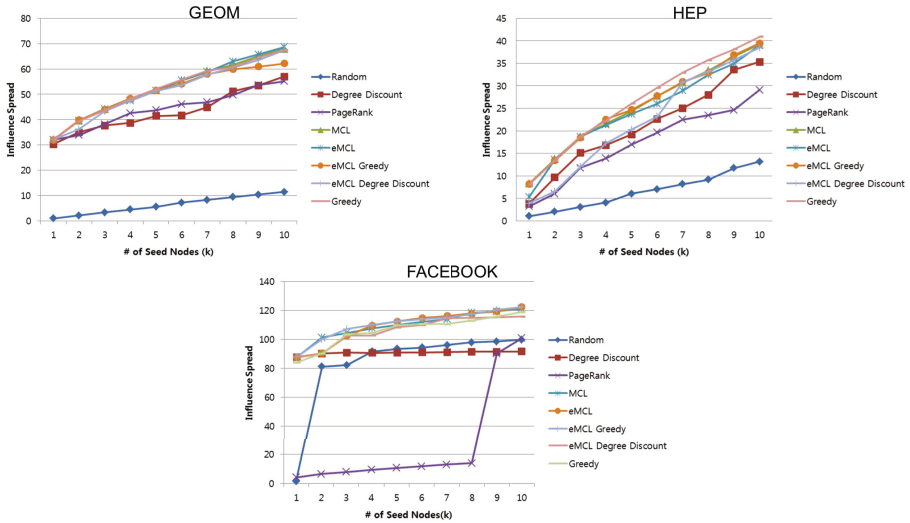 GEOM
80
70
60
50
40
30
20
10
0
Influence Spread
1 2 3 4 5 6 7 8 9 10
# of Seed Nodes (k)
Random
Degree Discount
PageRank
MCL
eMCL
eMCL Greedy
eMCL Degree Discount
Greedy
HEP
45
40
35
30
25
20
15
10
5
0
Influence Spread
1 2 3 4 5 6 7 8 9 10
# of Seed Nodes (k)
Random
Degree Discount
PageRank
MCL
eMCL
eMCL Greedy
eMCL Degree Discount
Greedy
FACEBOOK
140
120
100
80
60
40
20
0
Influence Spread
1 2 3 4 5 6 7 8 9 10
# of Seed Nodes(k)
Random
Degree Discount
PageRank
MCL
eMCL
eMCL Greedy
eMCL Degree Discount
Greedy